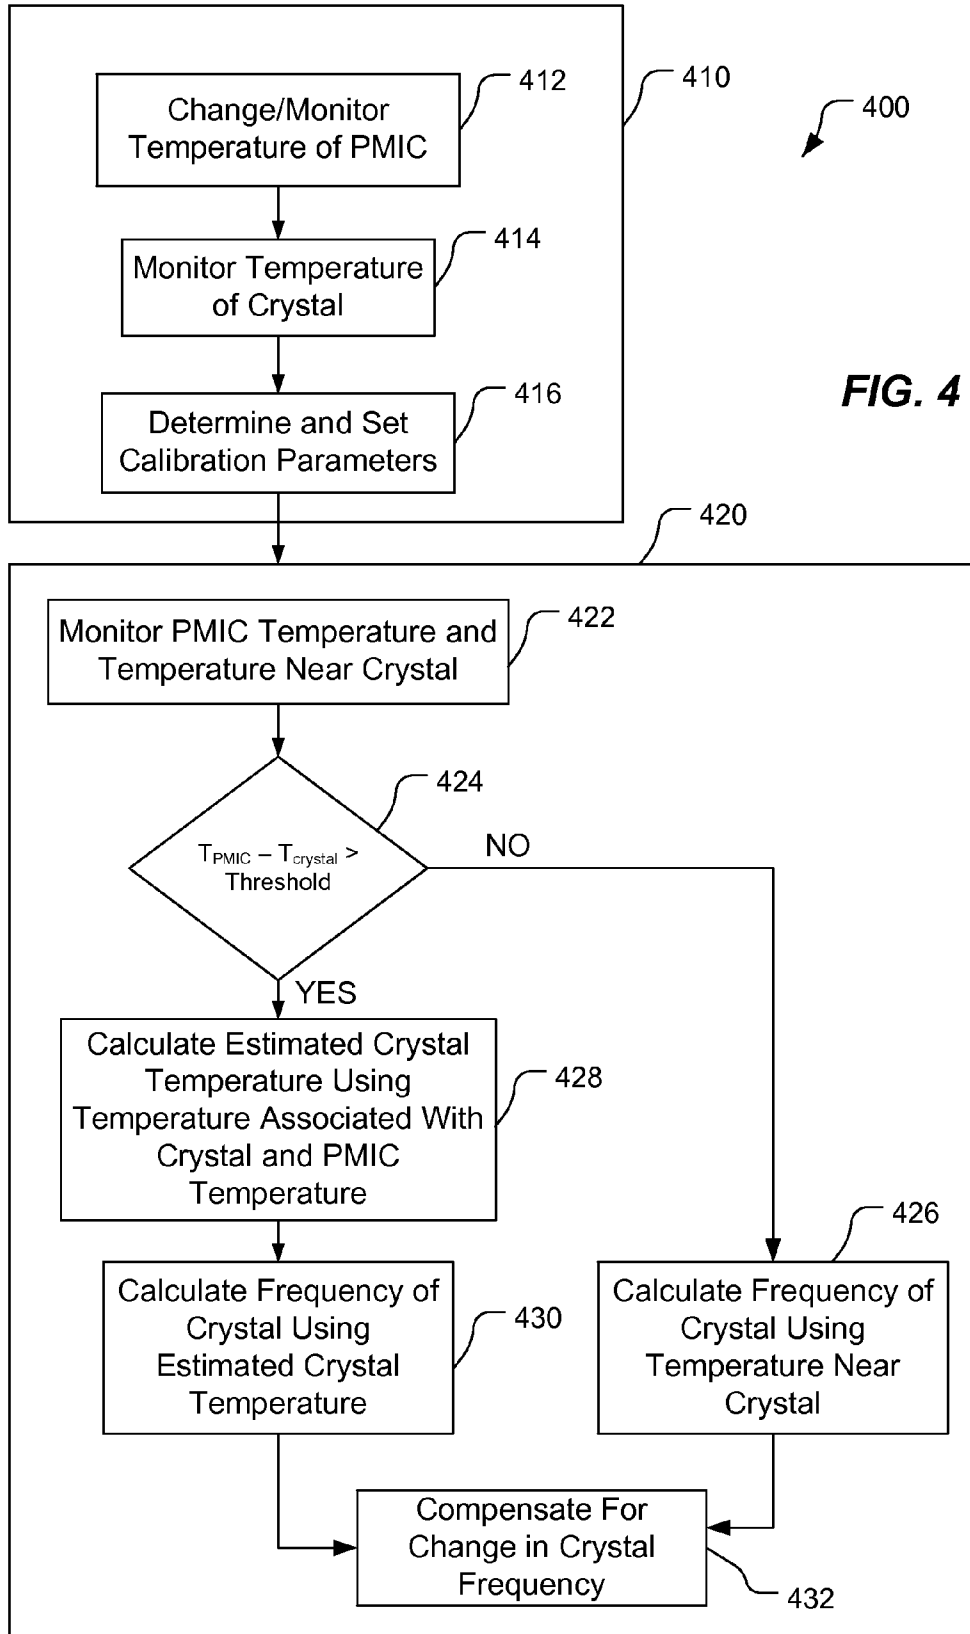 412
410
400
Change/Monitor
Temperature of PMIC
414
Monitor Temperature
of Crystal
416
FIG. 4
Determine and Set
Calibration Parameters
420
422
Monitor PMIC Temperature and
Temperature Near Crystal
424
NO
TPMIC – Tcrystal >
Threshold
YES
Calculate Estimated Crystal
Temperature Using
Temperature Associated With
Crystal and PMIC
Temperature
428
426
Calculate Frequency of
Crystal Using
Estimated Crystal
Temperature
430
Calculate Frequency of
Crystal Using
Temperature Near
Crystal
Compensate For
Change in Crystal
Frequency
432